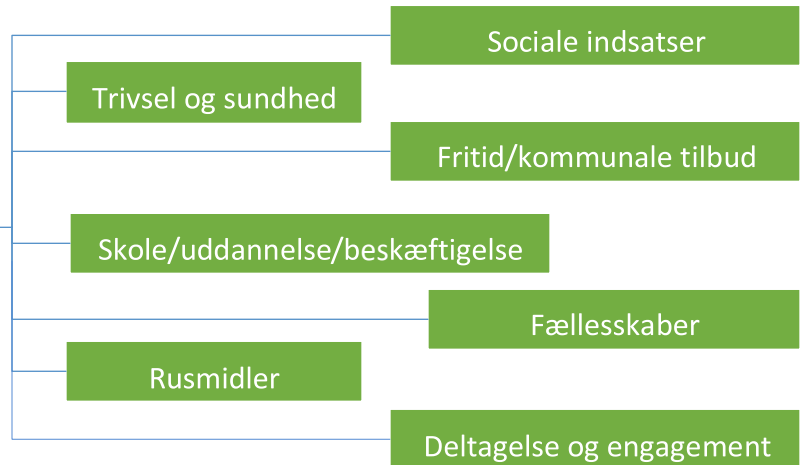 Sociale indsatser
Trivsel og sundhed
Fritid/kommunale tilbud
Skole/uddannelse/beskæftigelse
Fællesskaber
Rusmidler
Deltagelse og engagement